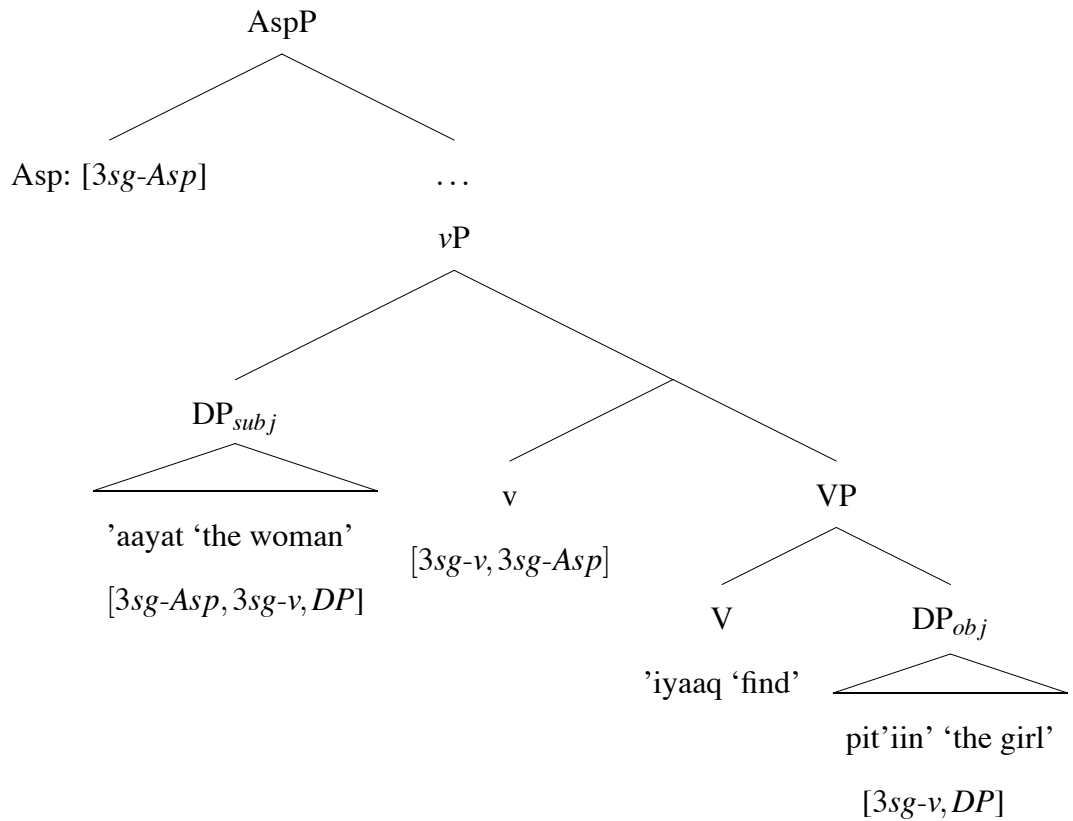 AspP
Asp: [3sg-Asp] ...
vP
DPsubj
v VP
’aayat ‘the woman’
[3sg-v, 3sg-Asp]
[3sg-Asp, 3sg-v, DP]
V DPobj
’iyaaq ‘find’
pit’iin’ ‘the girl’
[3sg-v, DP]